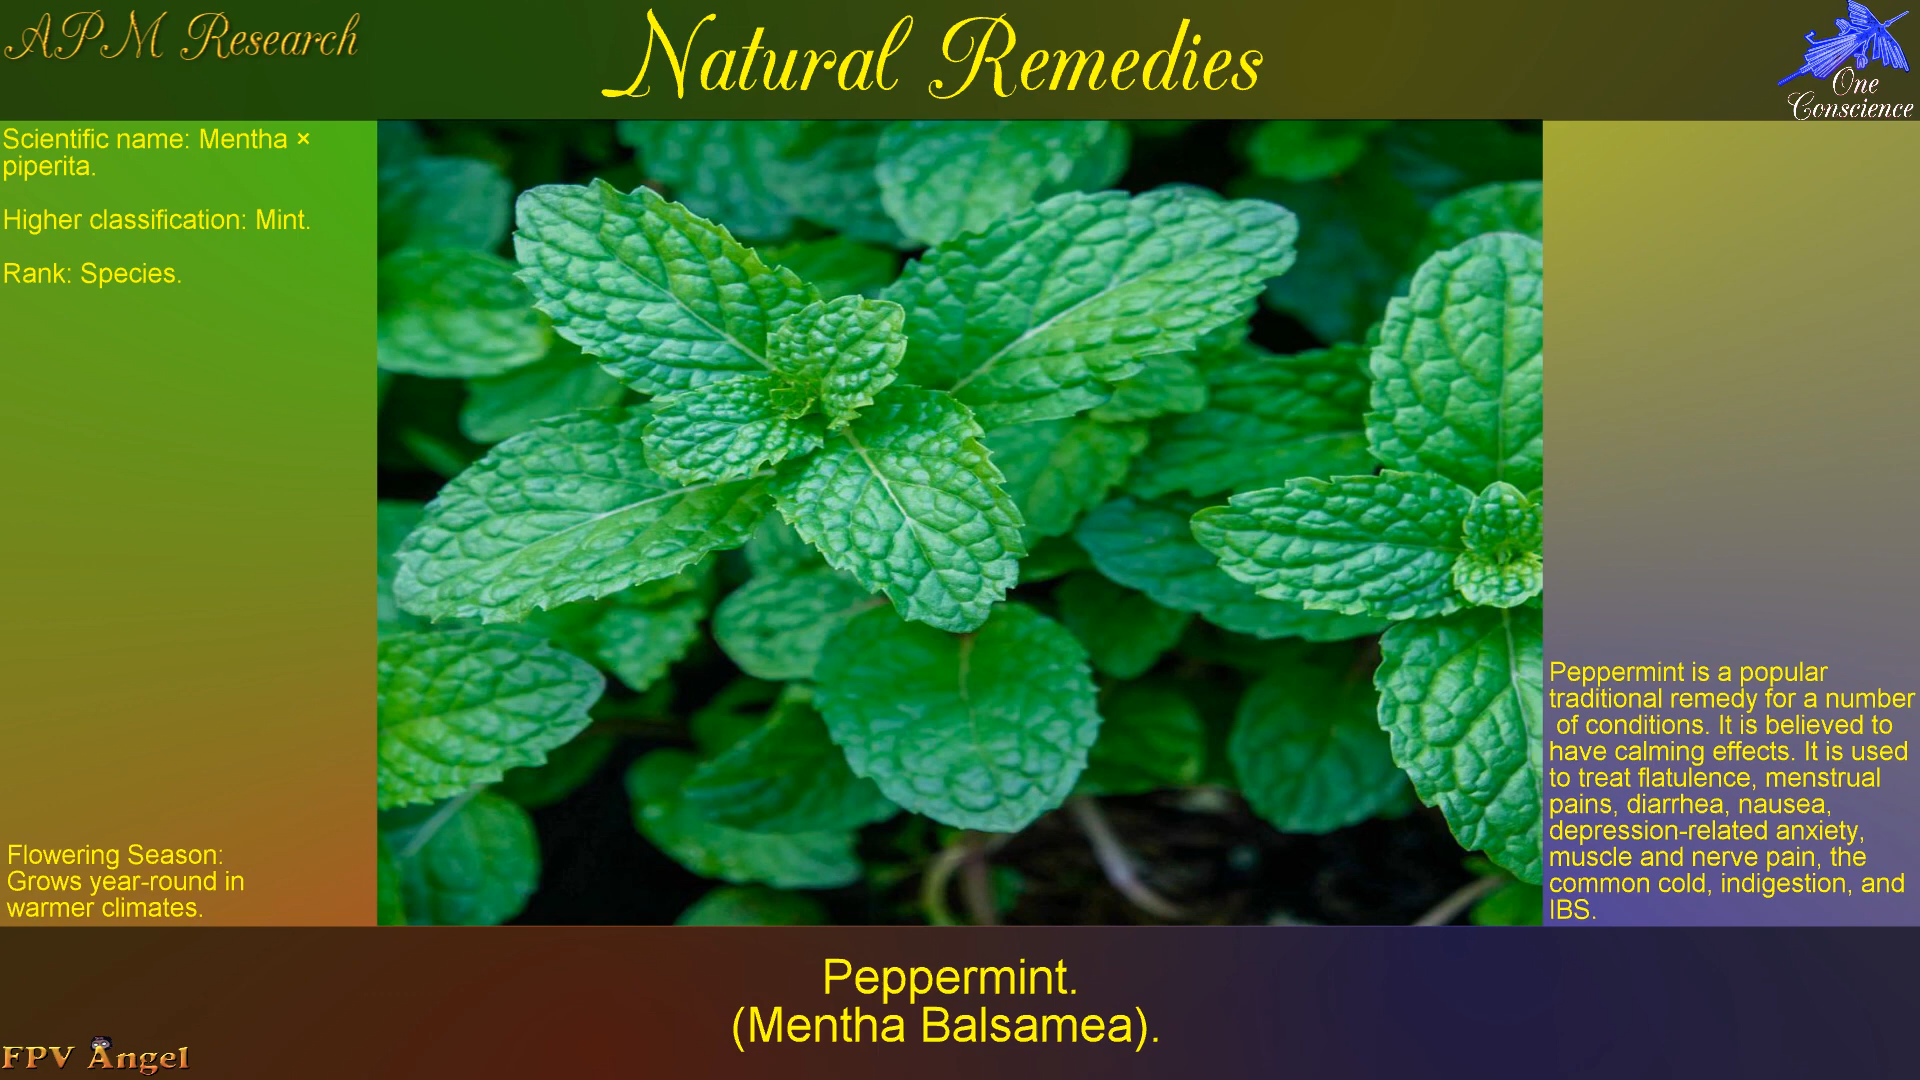 APM Research
Natural Remedies
One
Conscience
Scientific name: Mentha ×
piperita.
Higher classification: Mint.
Rank: Species.
Flowering Season:
Grows year-round in
warmer climates.
Peppermint is a popular
traditional remedy for a number
of conditions. It is believed to
have calming effects. It is used
to treat flatulence, menstrual
pains, diarrhea, nausea,
depression-related anxiety,
muscle and nerve pain, the
common cold, indigestion, and
IBS.
Peppermint.
(Mentha Balsamea).
FPV Angel